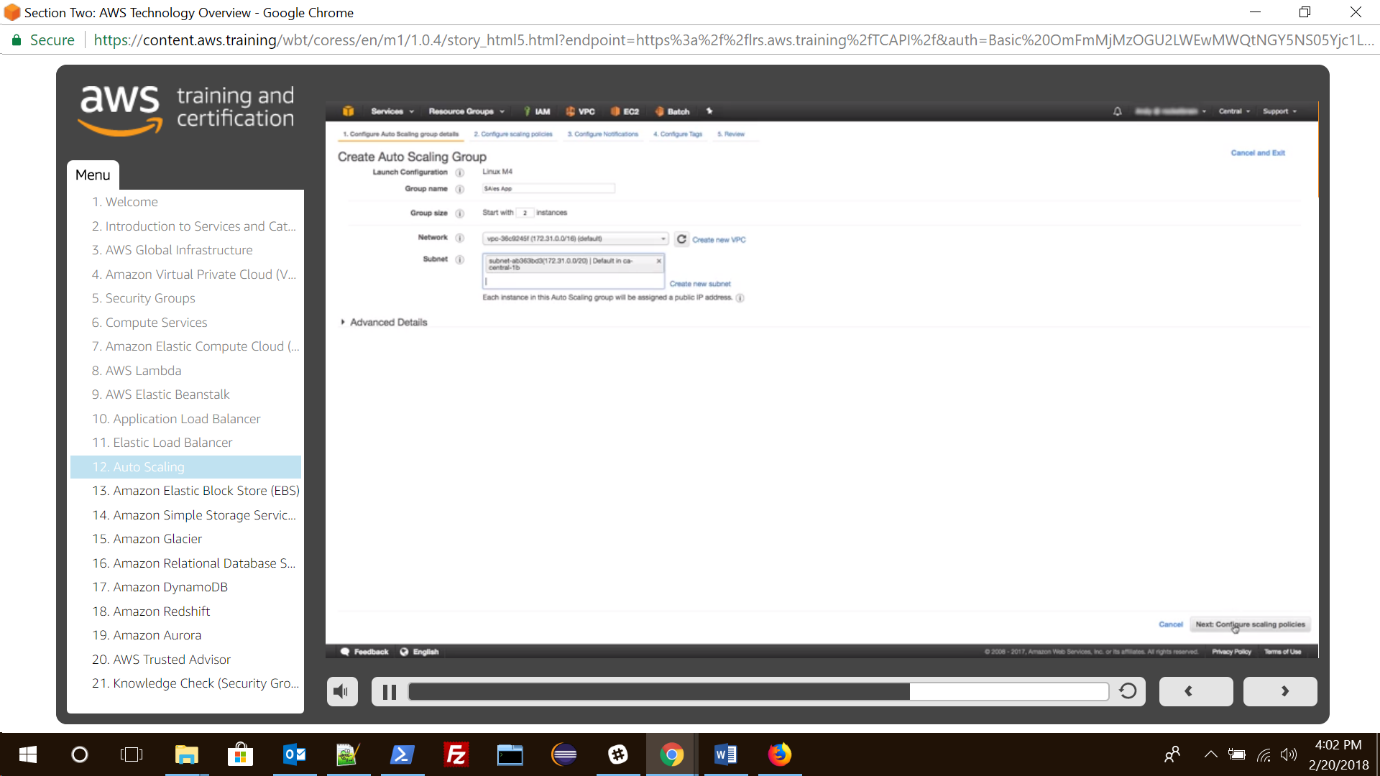 Section Two: AWS Technology Overview - Google Chrome
Secure https://content.aws.training/wbt/coress/en/m1/1.0.4/story_html5.html?endpoint=https%3a%2f%2flrs.aws.training%2fTCAPI%2f&auth=Basic%20OmFmMjMzOGU2LWEwMWQtNGY5NS05Yjc1L...
aws training and certification
Menu
1. Welcome
2. Introduction to Services and Cat...
3. AWS Global Infrastructure
4. Amazon Virtual Private Cloud (V...
5. Security Groups
6. Compute Services
7. Amazon Elastic Compute Cloud (...
8. AWS Lambda
9. AWS Elastic Beanstalk
10. Application Load Balancer
11. Elastic Load Balancer
12. Auto Scaling
13. Amazon Elastic Block Store (EBS)
14. Amazon Simple Storage Servic...
15. Amazon Glacier
16. Amazon Relational Database S...
17. Amazon DynamoDB
18. Amazon Redshift
19. Amazon Aurora
20. AWS Trusted Advisor
21. Knowledge Check (Security Gro...
Services Resource Groups IAM VPC EC2 Batch Central Support
1. Configure Auto Scaling group details 2. Configure scaling policies 3. Configure Notifications 4. Configure Tags 5. Review
Create Auto Scaling Group Cancel and Exit
Launch Configuration Linux M4
Group name SAles App
Group size Start with 2 instances
Network vpc-36c9245f (172.31.0.0/16) (default) Create new VPC
Subnet subnet-ab363bd3(172.31.0.0/20) | Default in ca-
central-1b
Create new subnet
Each instance in this Auto Scaling group will be assigned a public IP address.
Advanced Details
Cancel Next: Configure scaling policies
Feedback English © 2008 - 2017, Amazon Web Services, Inc. or its affiliates. All rights reserved. Privacy Policy Terms of Use
4:02 PM
2/20/2018